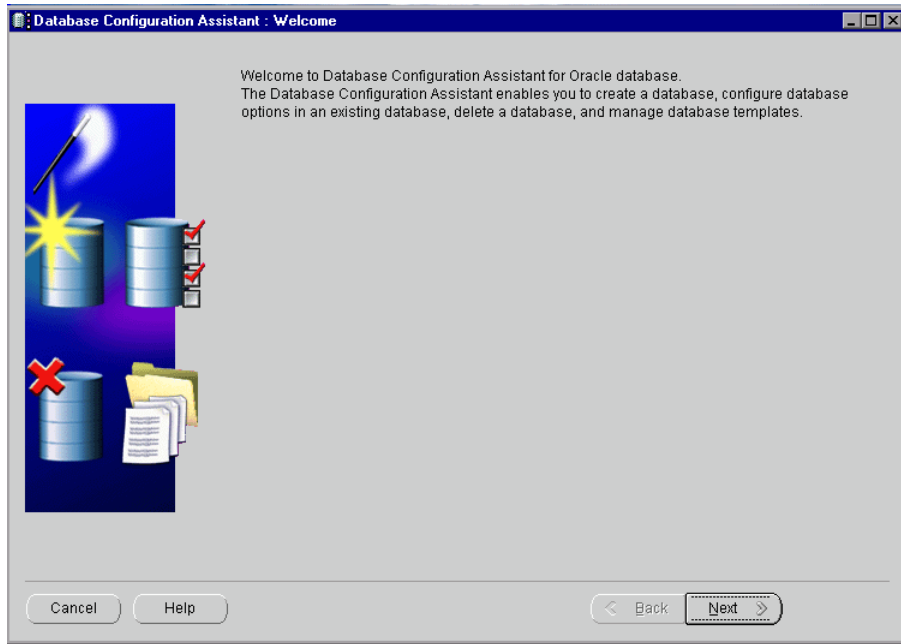 Database Configuration Assistant : Welcome
Welcome to Database Configuration Assistant for Oracle database.
The Database Configuration Assistant enables you to create a database, configure database
options in an existing database, delete a database, and manage database templates.
Cancel
Help
Back
Next